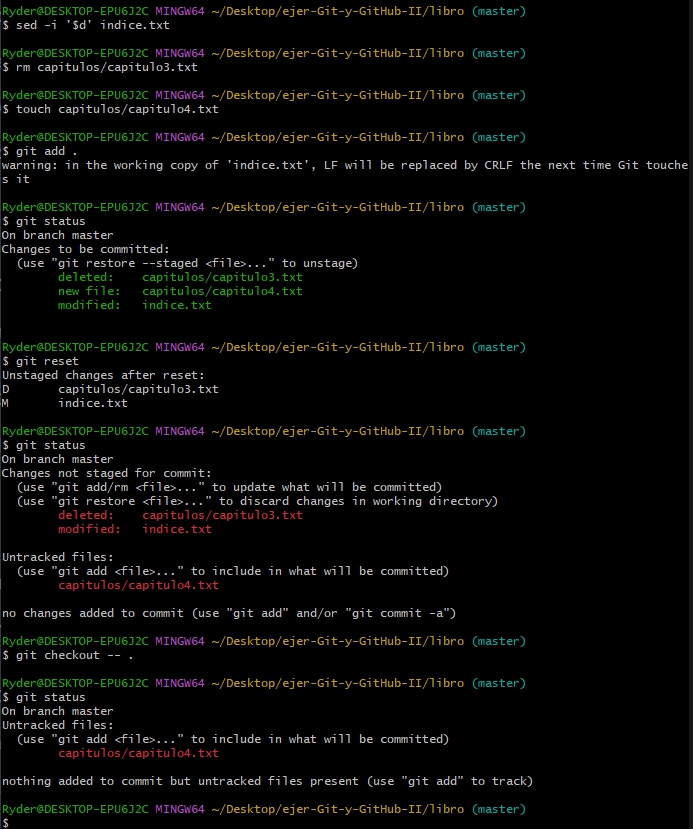 Ryder@DESKTOP-EPU6J2C MINGW64 ~/Desktop/ejer-Git-y-GitHub-II/libro (master)
$ sed -i '$d' indice.txt
Ryder@DESKTOP-EPU6J2C MINGW64 ~/Desktop/ejer-Git-y-GitHub-II/libro (master)
$ rm capitulos/capitulo3.txt
Ryder@DESKTOP-EPU6J2C MINGW64 ~/Desktop/ejer-Git-y-GitHub-II/libro (master)
$ touch capitulos/capitulo4.txt
Ryder@DESKTOP-EPU6J2C MINGW64 ~/Desktop/ejer-Git-y-GitHub-II/libro (master)
$ git add .
warning: in the working copy of 'indice.txt', LF will be replaced by CRLF the next time Git touche
s it
Ryder@DESKTOP-EPU6J2C MINGW64 ~/Desktop/ejer-Git-y-GitHub-II/libro (master)
$ git status
On branch master
Changes to be committed:
  (use "git restore --staged <file>..." to unstage)
        deleted:    capitulos/capitulo3.txt
        new file:   capitulos/capitulo4.txt
        modified:   indice.txt
Ryder@DESKTOP-EPU6J2C MINGW64 ~/Desktop/ejer-Git-y-GitHub-II/libro (master)
$ git reset
Unstaged changes after reset:
D       capitulos/capitulo3.txt
M       indice.txt
Ryder@DESKTOP-EPU6J2C MINGW64 ~/Desktop/ejer-Git-y-GitHub-II/libro (master)
$ git status
On branch master
Changes not staged for commit:
  (use "git add/rm <file>..." to update what will be committed)
  (use "git restore <file>..." to discard changes in working directory)
        deleted:    capitulos/capitulo3.txt
        modified:   indice.txt
Untracked files:
  (use "git add <file>..." to include in what will be committed)
        capitulos/capitulo4.txt
no changes added to commit (use "git add" and/or "git commit -a")
Ryder@DESKTOP-EPU6J2C MINGW64 ~/Desktop/ejer-Git-y-GitHub-II/libro (master)
$ git checkout -- .
Ryder@DESKTOP-EPU6J2C MINGW64 ~/Desktop/ejer-Git-y-GitHub-II/libro (master)
$ git status
On branch master
Untracked files:
  (use "git add <file>..." to include in what will be committed)
        capitulos/capitulo4.txt
nothing added to commit but untracked files present (use "git add" to track)
Ryder@DESKTOP-EPU6J2C MINGW64 ~/Desktop/ejer-Git-y-GitHub-II/libro (master)
$